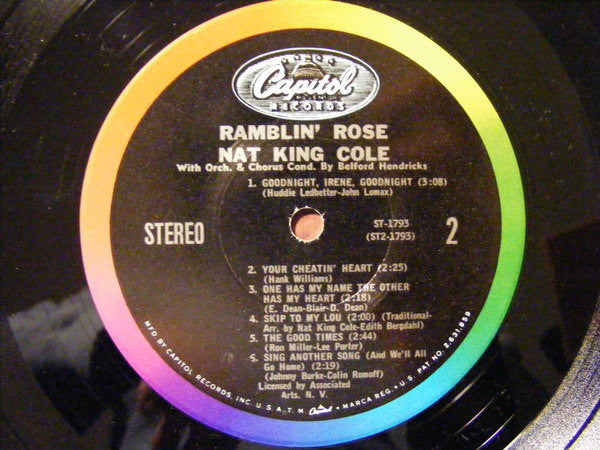 Capitol
RECORDS
RAMBLIN' ROSE
NAT KING COLE
With Orch. & Chorus Cond. By Belford Hendricks
1. GOODNIGHT, IRENE, GOODNIGHT (3:08)
(Huddie Ledbetter-John Lomax)
STEREO
ST-1793
(ST2-1793)
2
2. YOUR CHEATIN' HEART (2:25)
(Hank Williams)
3. ONE HAS MY NAME THE OTHER
HAS MY HEART (2:18)
(E. Dean-Blair-D. Dean)
4. SKIP TO MY LOU (2:00) (Traditional-
Arr. by Nat King Cole-Edith Bergdahl)
5. THE GOOD TIMES (2:44)
(Ron Miller-Lee Porter)
6. SING ANOTHER SONG (And We'll All
Go Home) (2:19)
(Johnny Burke-Colin Romoff)
Licensed by Associated
Arts. N. V.
MFD. BY CAPITOL RECORDS, INC. U.S.A. T.M. MARCA REG. • U.S. PAT. NO. 2,631,859